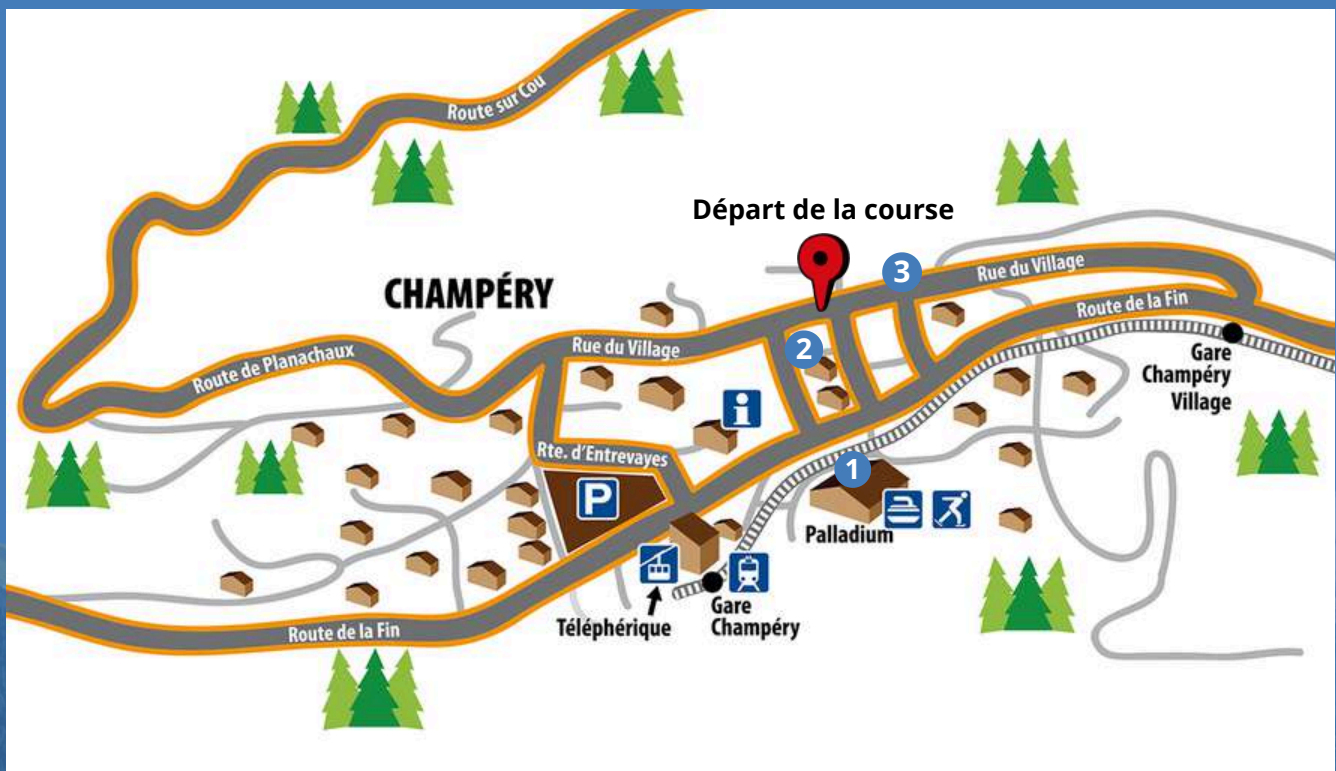 Route sur Cou
Départ de la course
3
Rue du Village
CHAMPÉRY
Route de la Fin
Rue du Village
2
Route de Planachaux
Gare
Champéry
Village
i
Rte. d'Entrevayes
1
P
Palladium
Gare
Champéry
Téléphérique
Route de la Fin